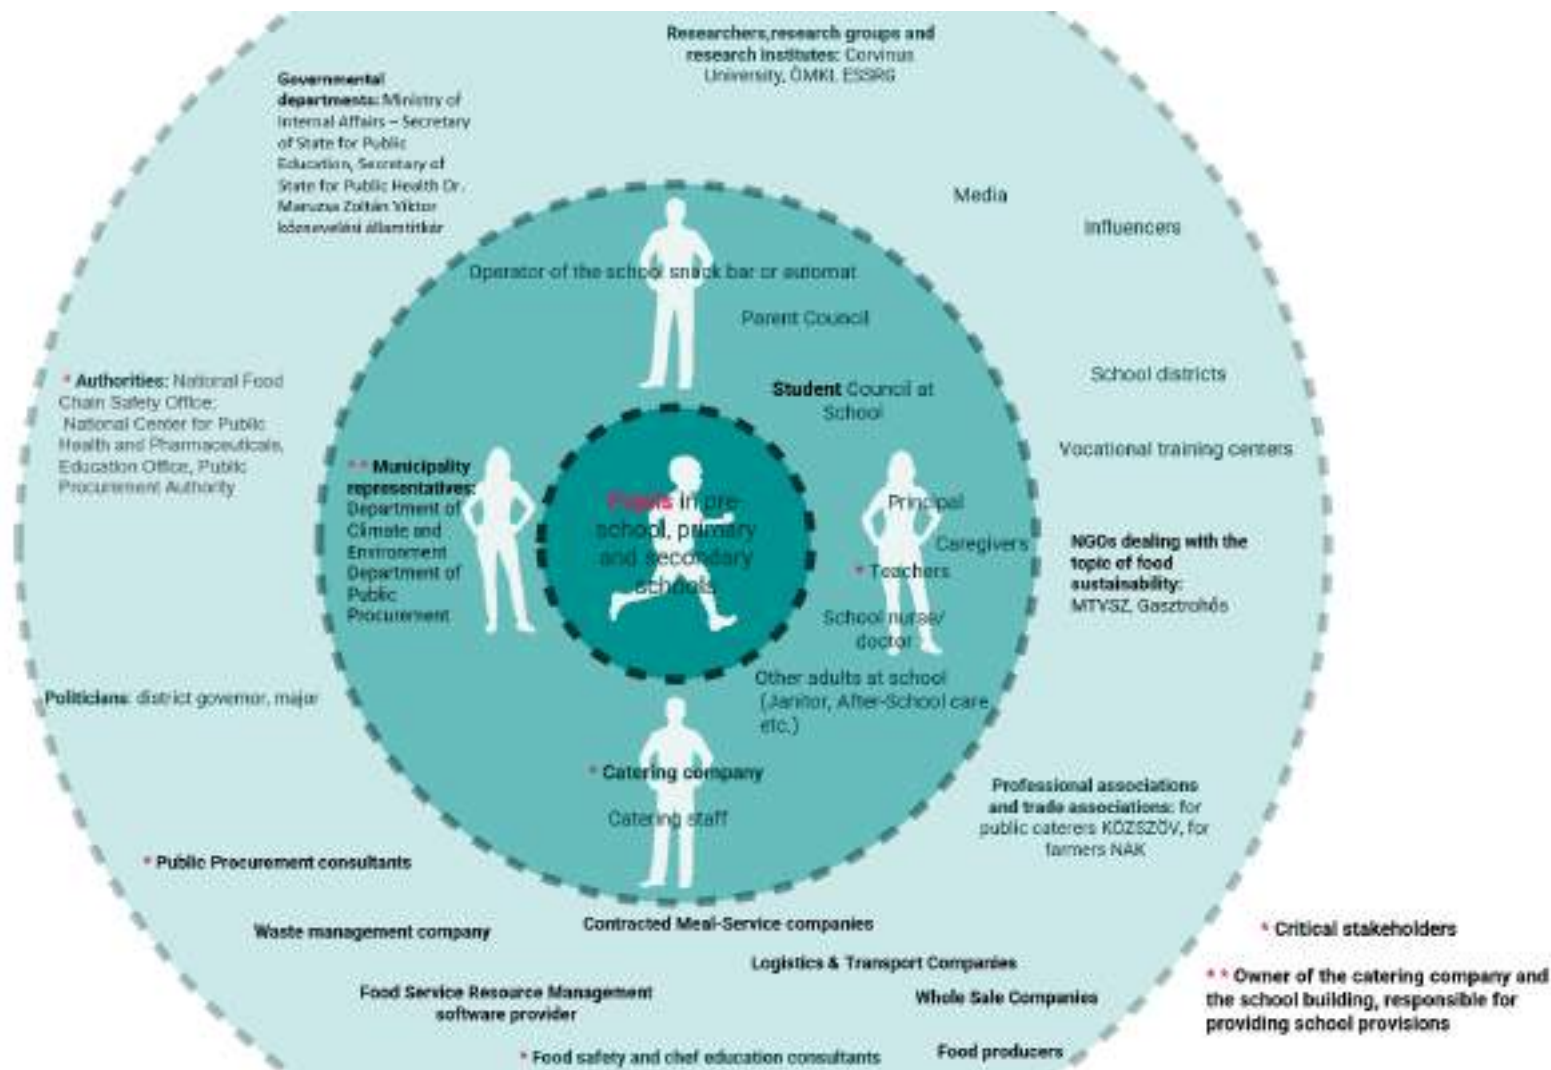 Researchers,research groups and
research institutes: Corvinus
University, ÖMKI, ESSRG
Governmental
departments: Ministry of
Internal Affairs – Secretary
of State for Public
Education, Secretary of
State for Public Health Dr.
Maruzsa Zoltán Viktor
köznevelési államtitkár
Media
Influencers
Operator of the school snack bar or automat
Parent Council
Student Council at
School
School districts
Vocational training centers
* Authorities: National Food
Chain Safety Office:
National Center for Public
Health and Pharmaceuticals,
Education Office, Public
Procurement Authority
** Municipality
representatives:
Department of
Climate and
Environment
Department of
Public
Procurement
Pupils in pre-
school, primary
and secondary
schools
Principal
Caregivers
* Teachers
School nurse/
doctor
Other adults at school
(Janitor, After-School care,
etc.)
NGOs dealing with the
topic of food
sustainability:
MTVSZ, Gasztrohős
Politicians: district governor, major
* Catering company
Catering staff
Professional associations
and trade associations: for
public caterers KÖZSZÖV, for
farmers NAK
* Public Procurement consultants
Waste management company
Contracted Meal-Service companies
Logistics & Transport Companies
Food Service Resource Management
software provider
Whole Sale Companies
* Food safety and chef education consultants
Food producers
* Critical stakeholders
** Owner of the catering company and
the school building, responsible for
providing school provisions